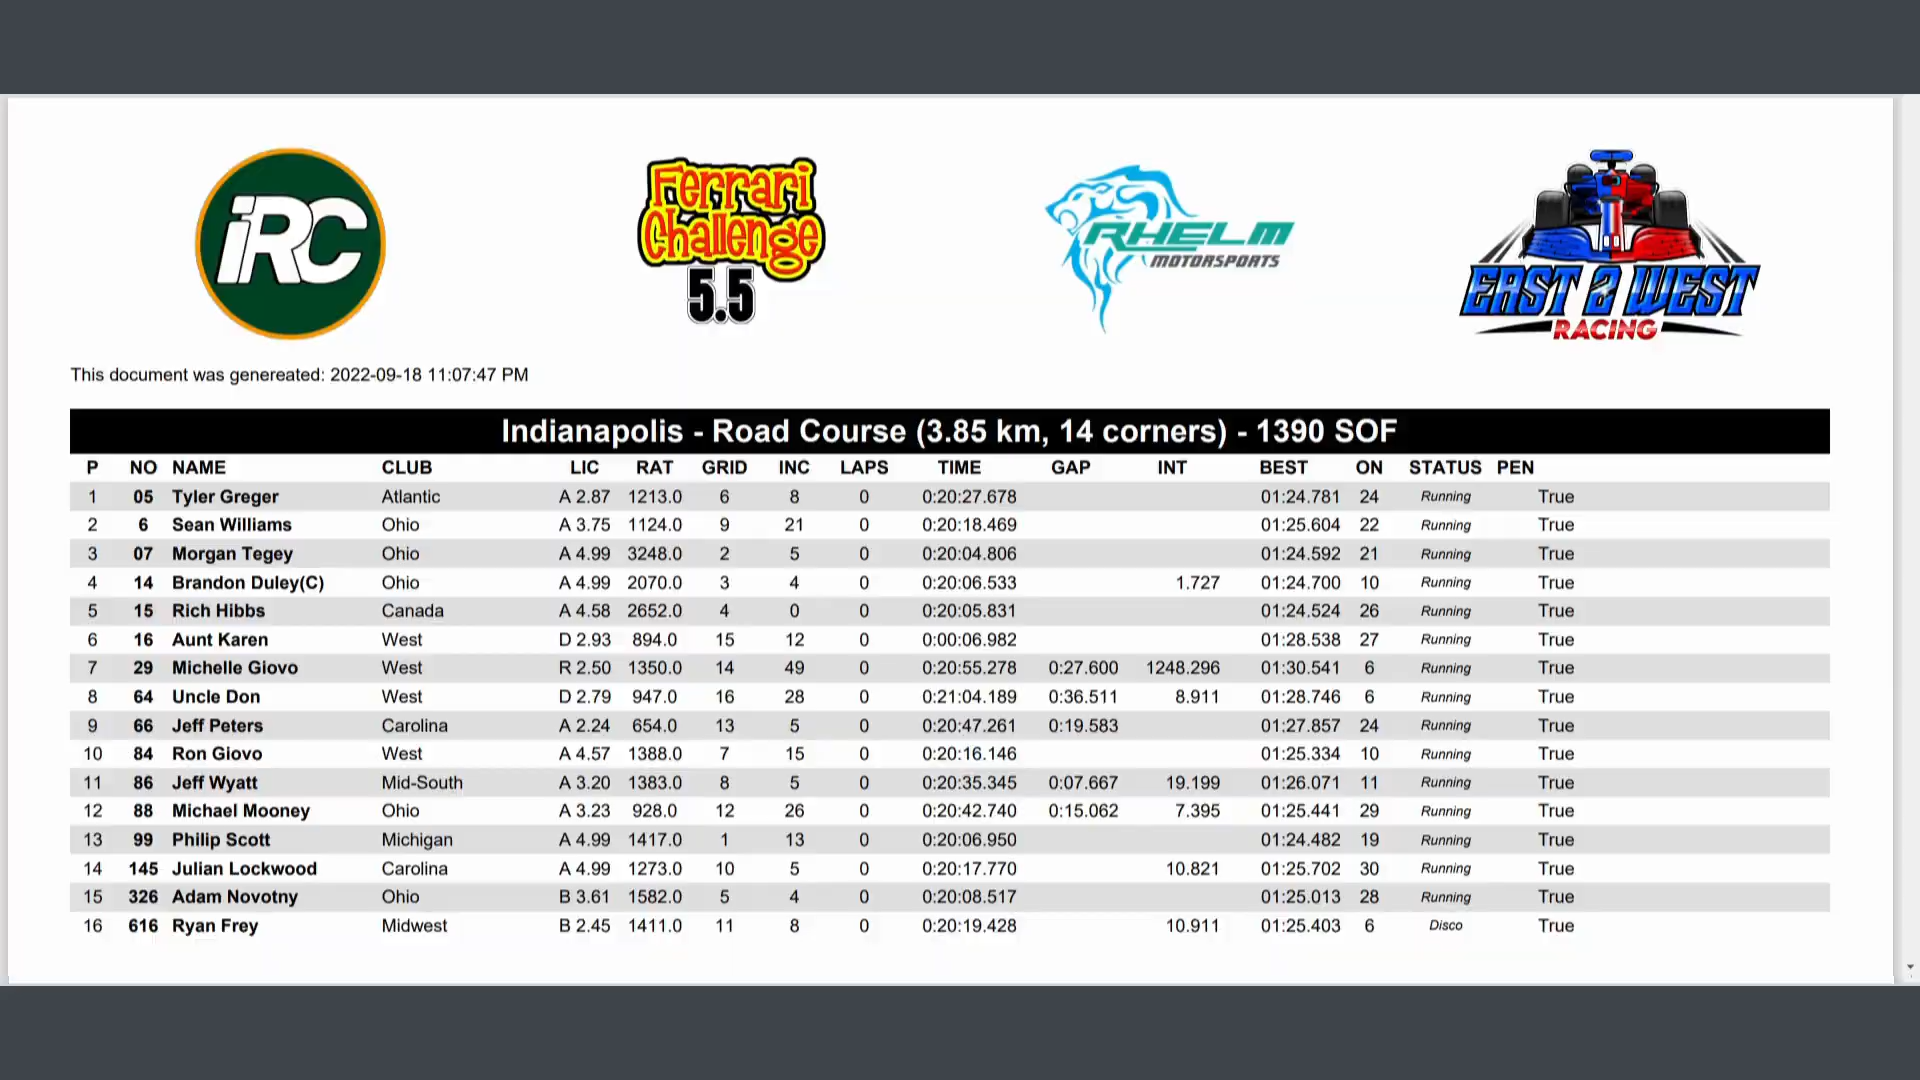 iRC
Ferrari
Challenge
5.5
RHELM
MOTORSPORTS
EAST 2 WEST
RACING
This document was genereated: 2022-09-18 11:07:47 PM
Indianapolis - Road Course (3.85 km, 14 corners) - 1390 SOF
P NO NAME CLUB LIC RAT GRID INC LAPS TIME GAP INT BEST ON STATUS PEN
1 05 Tyler Greger Atlantic A 2.87 1213.0 6 8 0 0:20:27.678 01:24.781 24 Running True
2 6 Sean Williams Ohio A 3.75 1124.0 9 21 0 0:20:18.469 01:25.604 22 Running True
3 07 Morgan Tegey Ohio A 4.99 3248.0 2 5 0 0:20:04.806 01:24.592 21 Running True
4 14 Brandon Duley(C) Ohio A 4.99 2070.0 3 4 0 0:20:06.533 1.727 01:24.700 10 Running True
5 15 Rich Hibbs Canada A 4.58 2652.0 4 0 0 0:20:05.831 01:24.524 26 Running True
6 16 Aunt Karen West D 2.93 894.0 15 12 0 0:00:06.982 01:28.538 27 Running True
7 29 Michelle Giovo West R 2.50 1350.0 14 49 0 0:20:55.278 0:27.600 1248.296 01:30.541 6 Running True
8 64 Uncle Don West D 2.79 947.0 16 28 0 0:21:04.189 0:36.511 8.911 01:28.746 6 Running True
9 66 Jeff Peters Carolina A 2.24 654.0 13 5 0 0:20:47.261 0:19.583 01:27.857 24 Running True
10 84 Ron Giovo West A 4.57 1388.0 7 15 0 0:20:16.146 01:25.334 10 Running True
11 86 Jeff Wyatt Mid-South A 3.20 1383.0 8 5 0 0:20:35.345 0:07.667 19.199 01:26.071 11 Running True
12 88 Michael Mooney Ohio A 3.23 928.0 12 26 0 0:20:42.740 0:15.062 7.395 01:25.441 29 Running True
13 99 Philip Scott Michigan A 4.99 1417.0 1 13 0 0:20:06.950 01:24.482 19 Running True
14 145 Julian Lockwood Carolina A 4.99 1273.0 10 5 0 0:20:17.770 10.821 01:25.702 30 Running True
15 326 Adam Novotny Ohio B 3.61 1582.0 5 4 0 0:20:08.517 01:25.013 28 Running True
16 616 Ryan Frey Midwest B 2.45 1411.0 11 8 0 0:20:19.428 10.911 01:25.403 6 Disco True